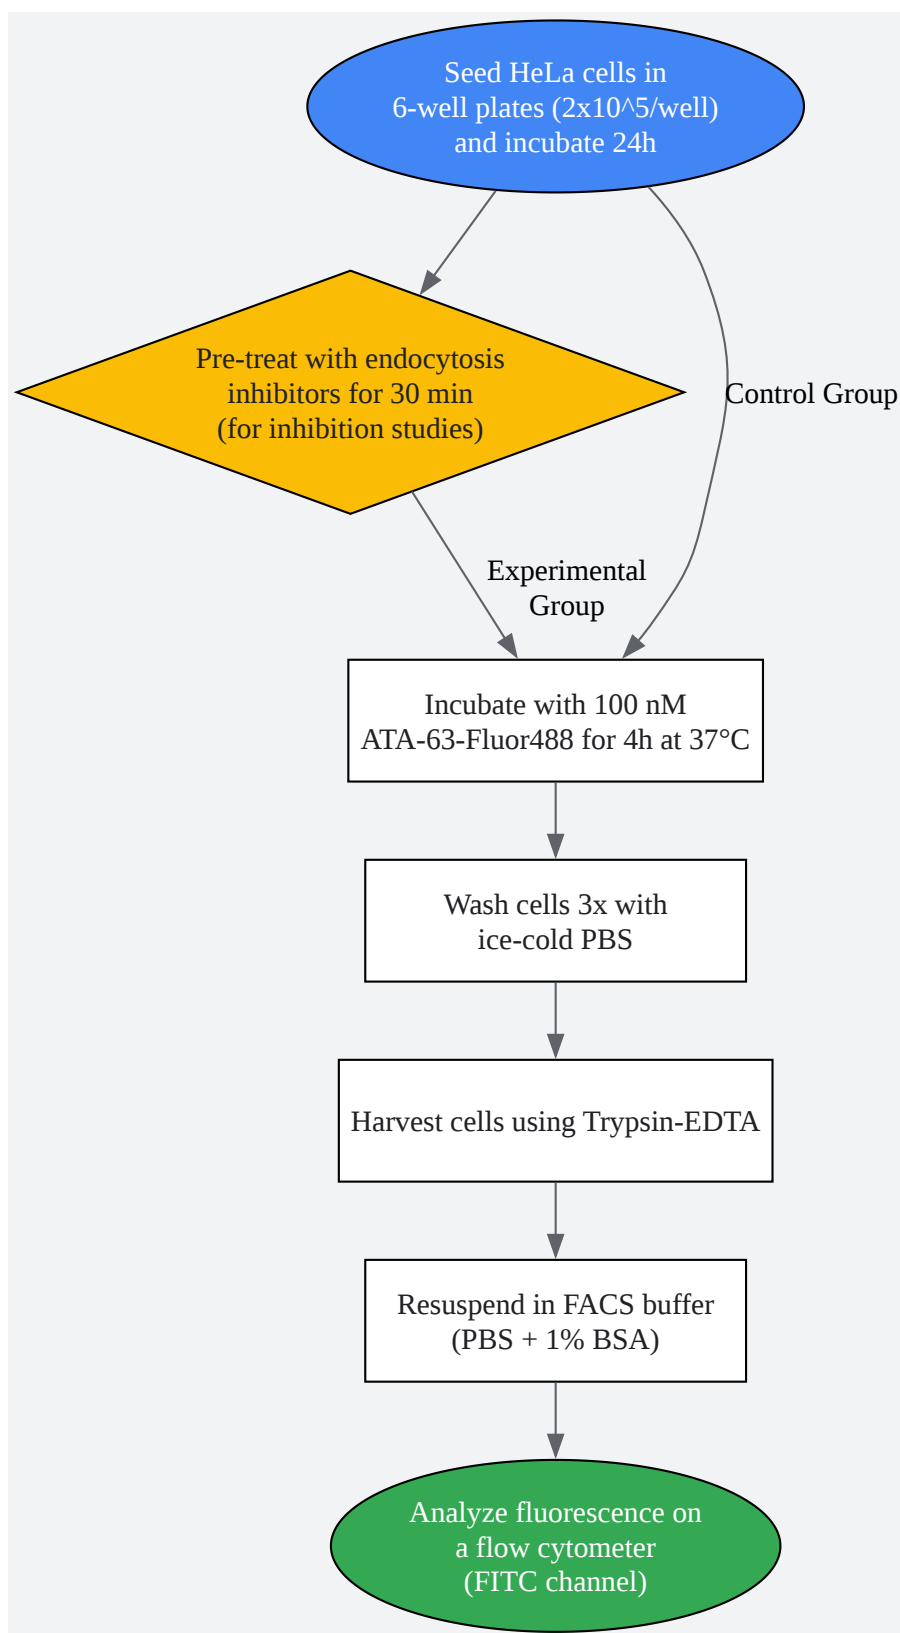 Seed HeLa cells in
6-well plates (2x10^5/well)
and incubate 24h
Pre-treat with endocytosis
inhibitors for 30 min
(for inhibition studies)
Control Group
Experimental
Group
Incubate with 100 nM
ATA-63-Fluor488 for 4h at 37°C
Wash cells 3x with
ice-cold PBS
Harvest cells using Trypsin-EDTA
Resuspend in FACS buffer
(PBS + 1% BSA)
Analyze fluorescence on
a flow cytometer
(FITC channel)